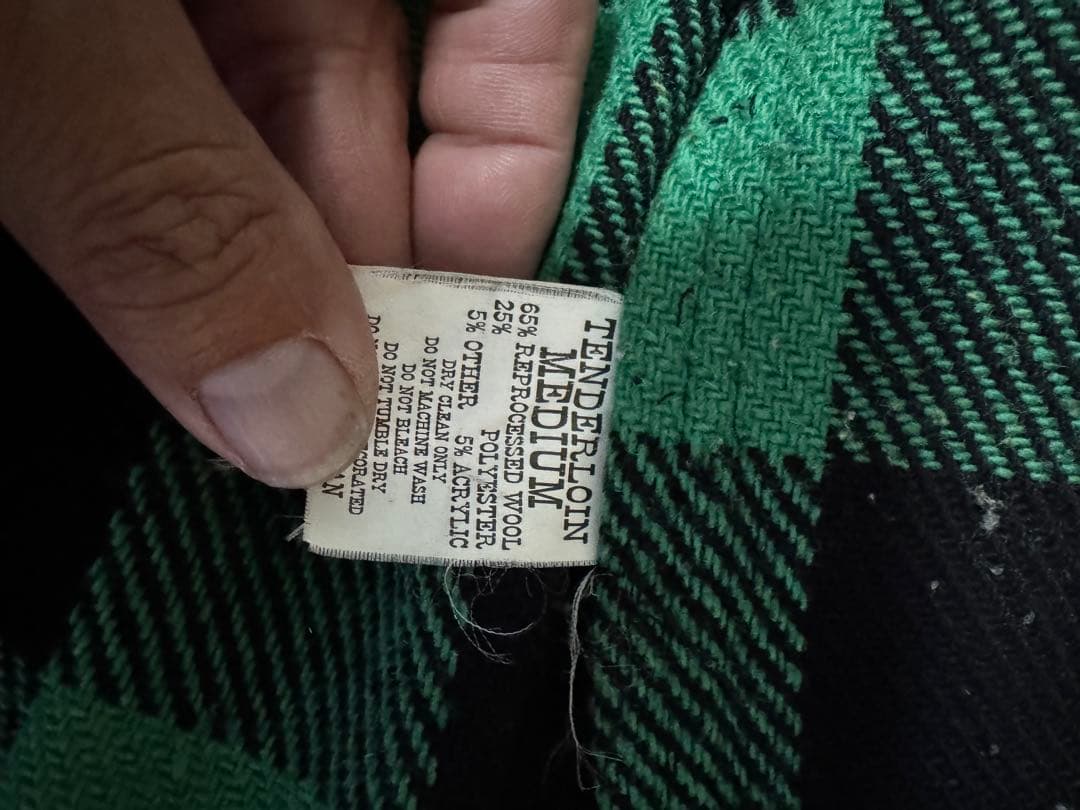 TENDERLOIN
MEDIUM
65% REPROCESSED WOOL
25% POLYESTER
5% OTHER 5% ACRYLIC
DRY CLEAN ONLY
DO NOT MACHINE WASH
DO NOT BLEACH
DO NOT TUMBLE DRY